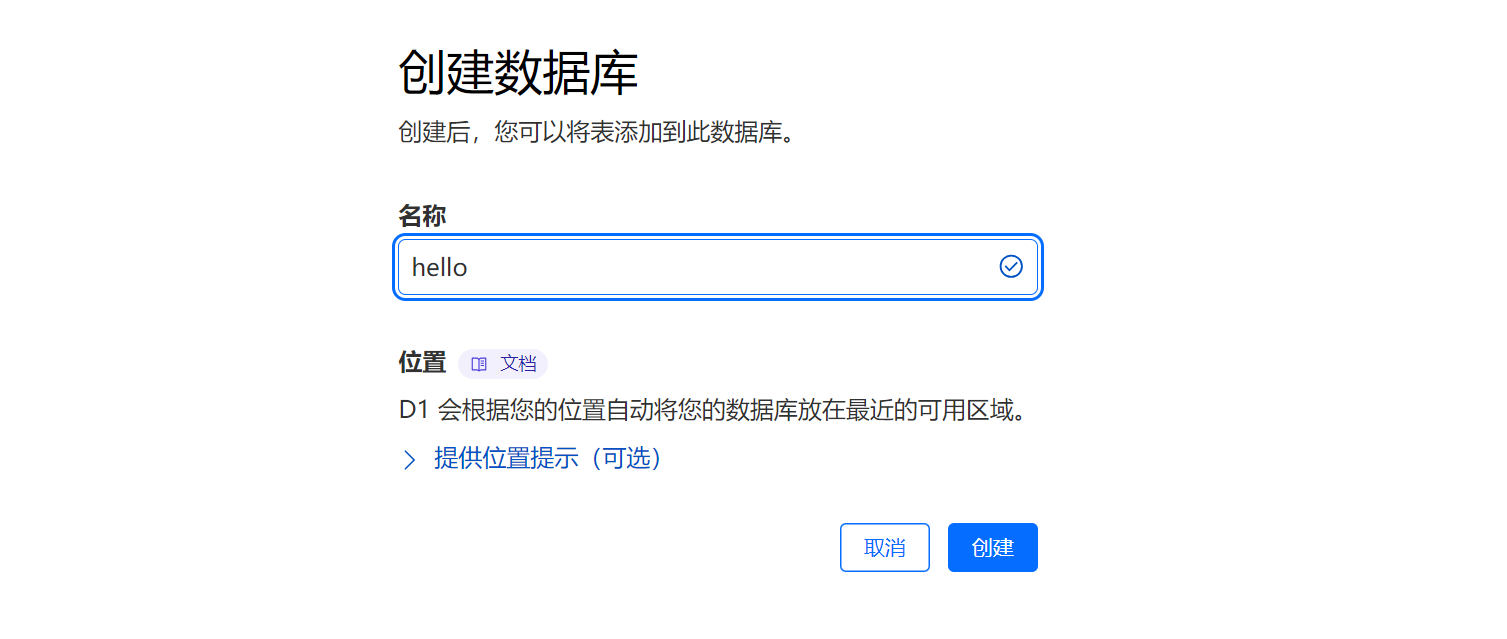 创建数据库
创建后，您可以将表添加到此数据库。
名称
hello
位置 文档
D1 会根据您的位置自动将您的数据库放在最近的可用区域。
提供位置提示（可选）
取消 创建